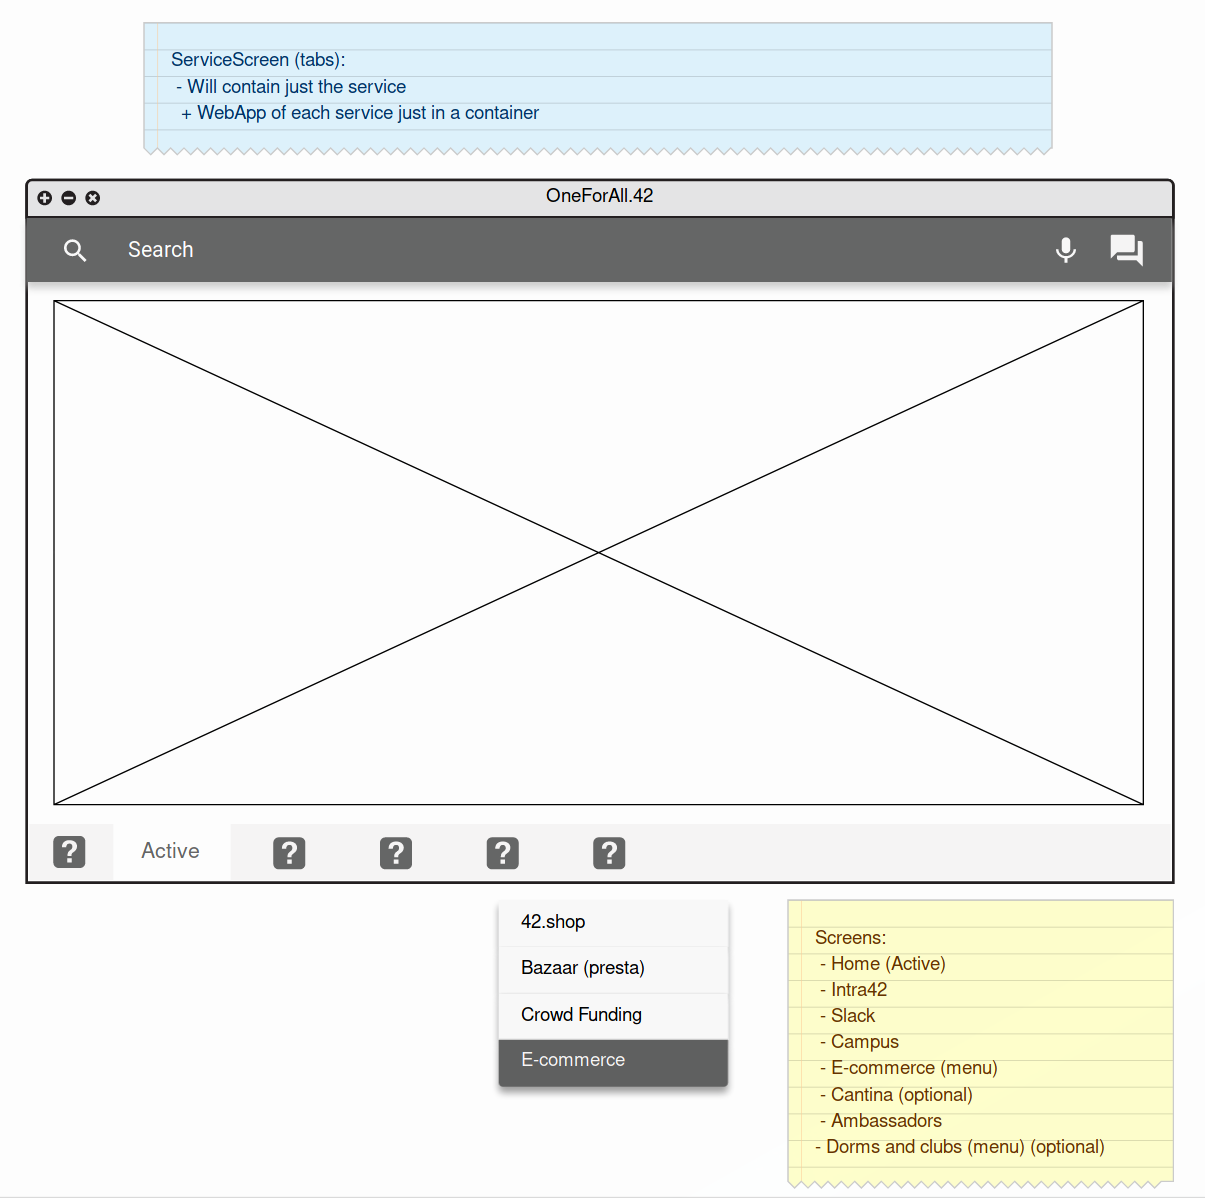 ServiceScreen (tabs):
- Will contain just the service
+ WebApp of each service just in a container
OneForAll.42
Search
? Active ? ? ? ?
42.shop
Bazaar (presta)
Crowd Funding
E-commerce
Screens:
- Home (Active)
- Intra42
- Slack
- Campus
- E-commerce (menu)
- Cantina (optional)
- Ambassadors
- Dorms and clubs (menu) (optional)